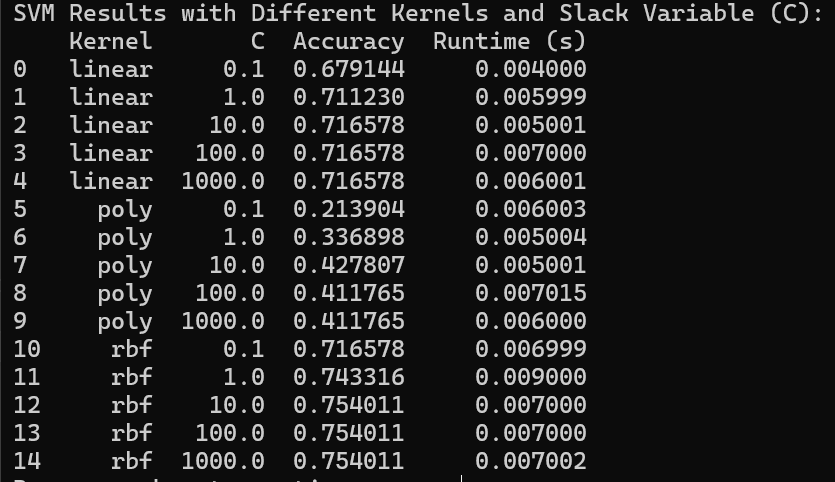 SVM Results with Different Kernels and Slack Variable (C):
    Kernel       C  Accuracy  Runtime (s)
0   linear     0.1  0.679144     0.004000
1   linear     1.0  0.711230     0.005999
2   linear    10.0  0.716578     0.005001
3   linear   100.0  0.716578     0.007000
4   linear  1000.0  0.716578     0.006001
5     poly     0.1  0.213904     0.006003
6     poly     1.0  0.336898     0.005004
7     poly    10.0  0.427807     0.005001
8     poly   100.0  0.411765     0.007015
9     poly  1000.0  0.411765     0.006000
10     rbf     0.1  0.716578     0.006999
11     rbf     1.0  0.743316     0.009000
12     rbf    10.0  0.754011     0.007000
13     rbf   100.0  0.754011     0.007000
14     rbf  1000.0  0.754011     0.007002